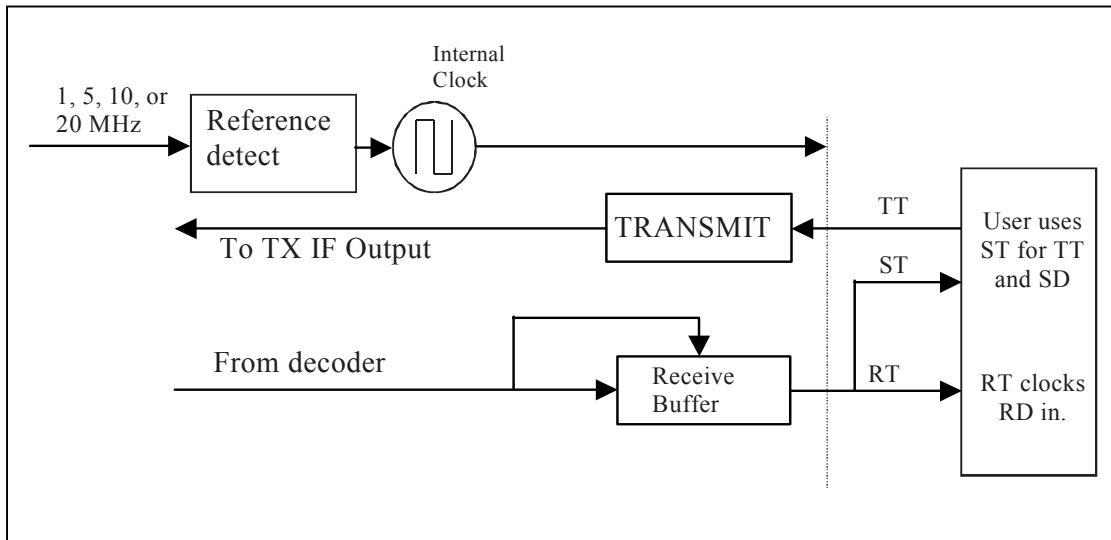 Internal
Clock
1, 5, 10, or
20 MHz
Reference
detect
TRANSMIT
TT
To TX IF Output
ST
User uses
ST for TT
and SD
From decoder
Receive
Buffer
RT
RT clocks
RD in.